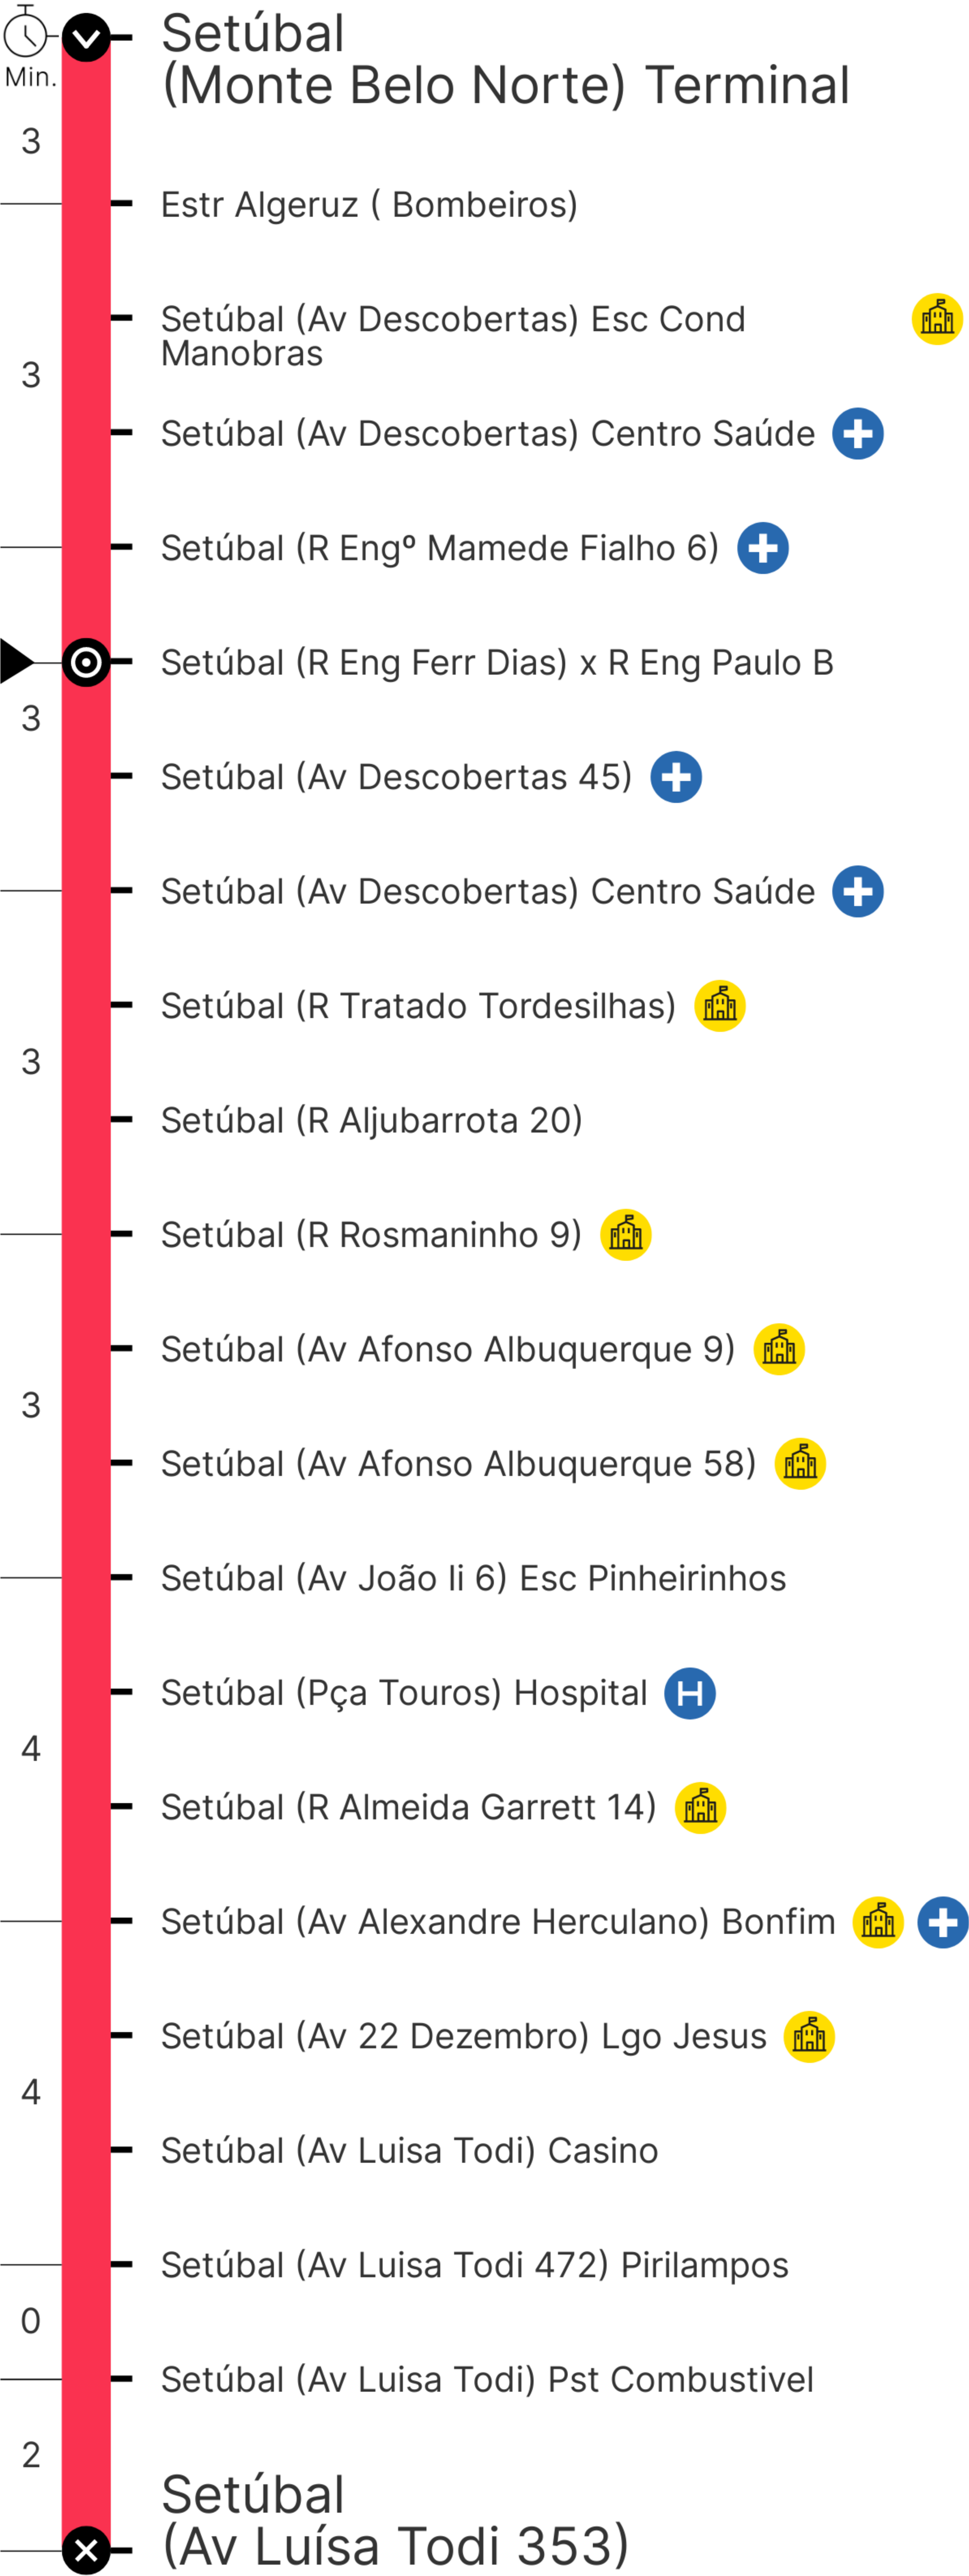 Setúbal
(Monte Belo Norte) Terminal
Min.
3
Estr Algeruz ( Bombeiros)
Setúbal (Av Descobertas) Esc Cond
Manobras
3
Setúbal (Av Descobertas) Centro Saúde
Setúbal (R Engº Mamede Fialho 6)
Setúbal (R Eng Ferr Dias) x R Eng Paulo B
3
Setúbal (Av Descobertas 45)
Setúbal (Av Descobertas) Centro Saúde
Setúbal (R Tratado Tordesilhas)
3
Setúbal (R Aljubarrota 20)
Setúbal (R Rosmaninho 9)
Setúbal (Av Afonso Albuquerque 9)
3
Setúbal (Av Afonso Albuquerque 58)
Setúbal (Av João Ii 6) Esc Pinheirinhos
Setúbal (Pça Touros) Hospital H
4
Setúbal (R Almeida Garrett 14)
Setúbal (Av Alexandre Herculano) Bonfim
Setúbal (Av 22 Dezembro) Lgo Jesus
4
Setúbal (Av Luisa Todi) Casino
Setúbal (Av Luisa Todi 472) Pirilampos
0
Setúbal (Av Luisa Todi) Pst Combustivel
2
Setúbal
(Av Luísa Todi 353)